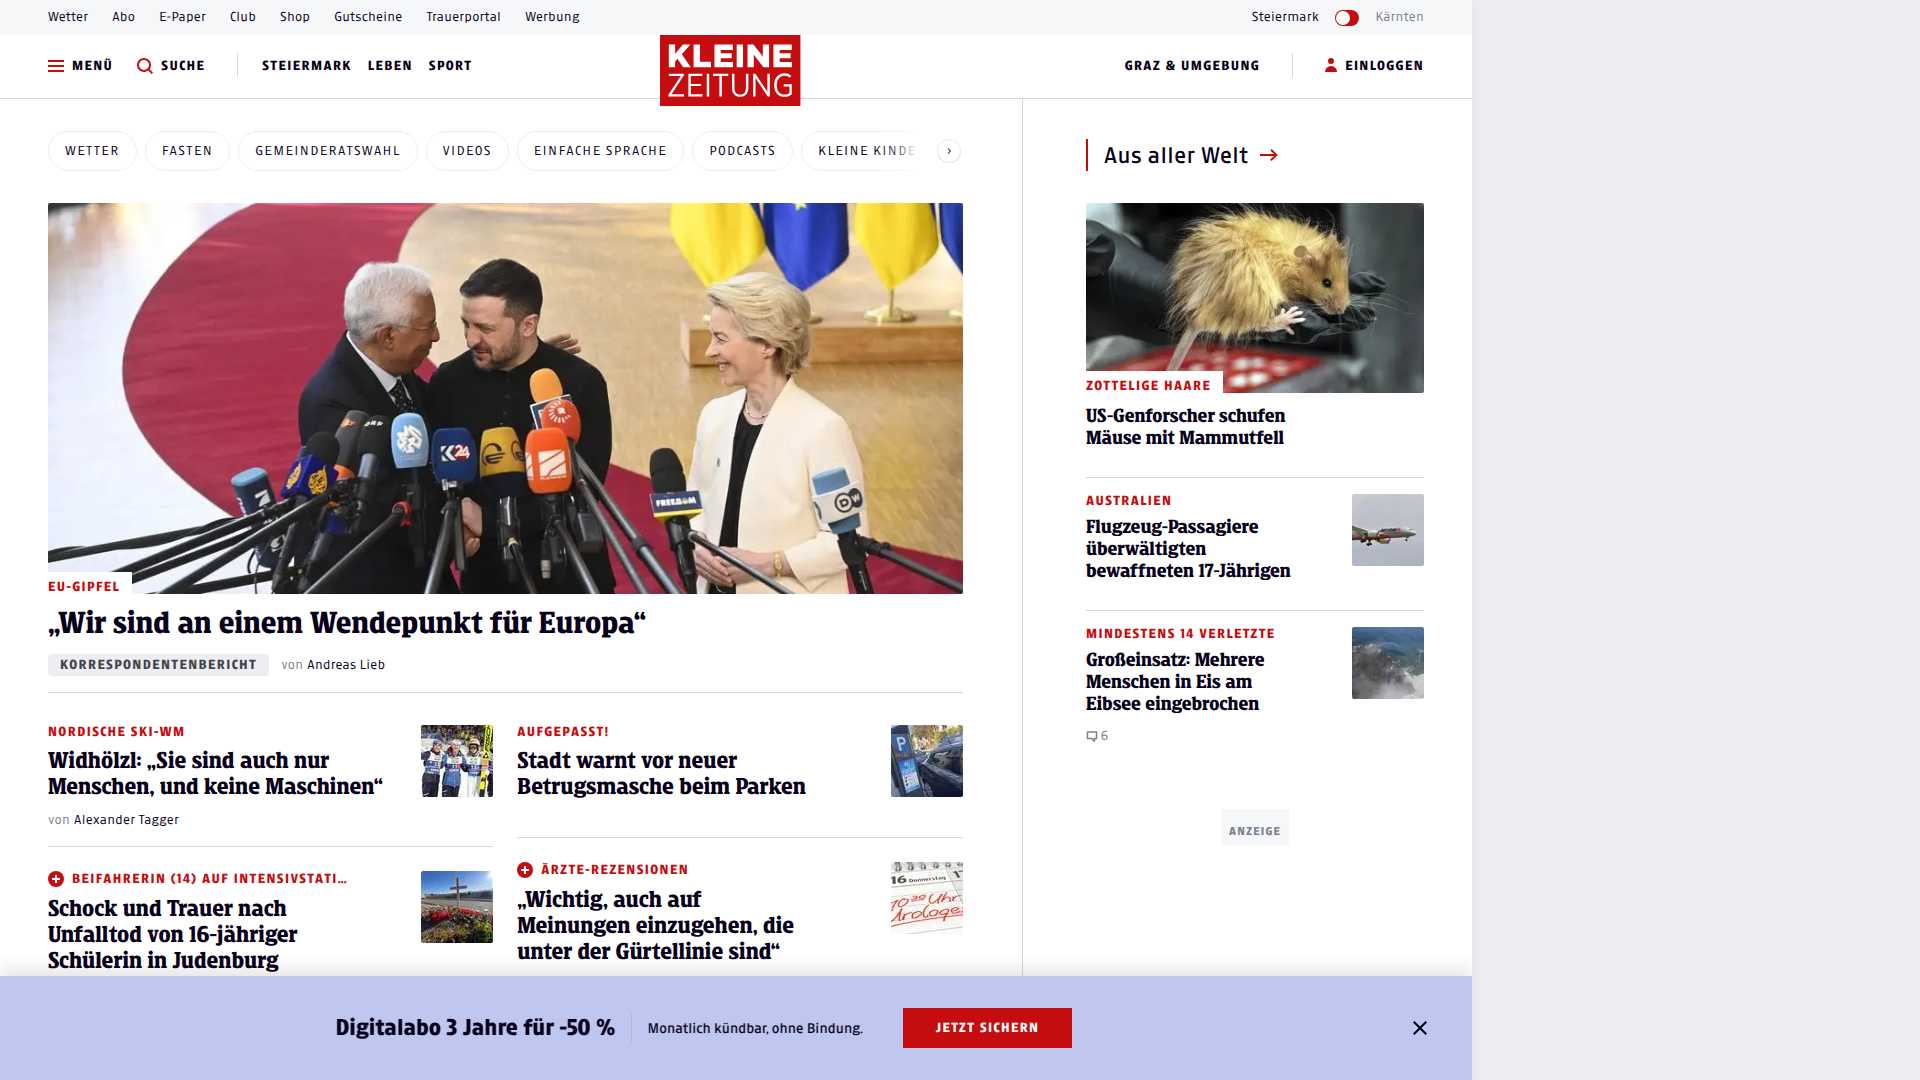 Wetter Abo E-Paper Club Shop Gutscheine Trauerportal Werbung Steiermark Kärnten
MENÜ SUCHE STEIERMARK LEBEN SPORT KLEINE ZEITUNG GRAZ & UMGEBUNG EINLOGGEN
WETTER FASTEN GEMEINDERATSWAHL VIDEOS EINFACHE SPRACHE PODCASTS KLEINE KINDE
EU-GIPFEL
„Wir sind an einem Wendepunkt für Europa“
KORRESPONDENTENBERICHT von Andreas Lieb
NORDISCHE SKI-WM
Widhölzl: „Sie sind auch nur
Menschen, und keine Maschinen“
von Alexander Tagger
BEIFAHRERIN (14) AUF INTENSIVSTATI...
Schock und Trauer nach
Unfalltod von 16-jähriger
Schülerin in Judenburg
AUFGEPASST!
Stadt warnt vor neuer
Betrugsmasche beim Parken
ÄRZTE-REZENSIONEN
„Wichtig, auch auf
Meinungen einzugehen, die
unter der Gürtellinie sind“
16 Donnerstag
Uhr
Urologe
K24
FREEDOM
DW
Aus aller Welt
ZOTTELIGE HAARE
US-Genforscher schufen
Mäuse mit Mammutfell
AUSTRALIEN
Flugzeug-Passagiere
überwältigten
bewaffneten 17-Jährigen
MINDESTENS 14 VERLETZTE
Großeinsatz: Mehrere
Menschen in Eis am
Eibsee eingebrochen
6
ANZEIGE
Digitalabo 3 Jahre für -50 % Monatlich kündbar, ohne Bindung. JETZT SICHERN